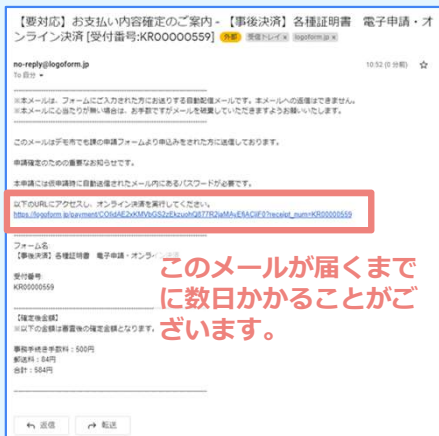 【要対応】お支払い内容確定のご案内 - 【事後決済】各種証明書 電子申請・オ
ンライン決済 [受付番号:KR00000559] 外部 受信トレイ× logoform.jp×
no-reply@logoform.jp
To 自分
10:52 (0 分前)
※本メールは、フォームにご入力された方にお送りする自動配信メールです。本メールへの返信はできません。
※本メールに心当たりが無い場合は、お手数ですがメールを破棄していただきますようお願いいたします。
このメールはデモ市でも課の申請フォームより申込みをされた方に送信しております。
申請確定のための重要なお知らせです。
本申請には仮申請時に自動送信されたメール内にあるパスワードが必要です。
以下のURLにアクセスし、オンライン決済を実行してください。
フォーム名
【事後決済】各種証明書 電子申請・オンライン
受付番号
KR00000559
このメールが届くまで
に数日かかることがご
ざいます。
【確定後金額】
※以下の金額は審査後の確定金額となります。
事務手続き手数料:500円
郵送料:84円
合計:584円
返信 転送